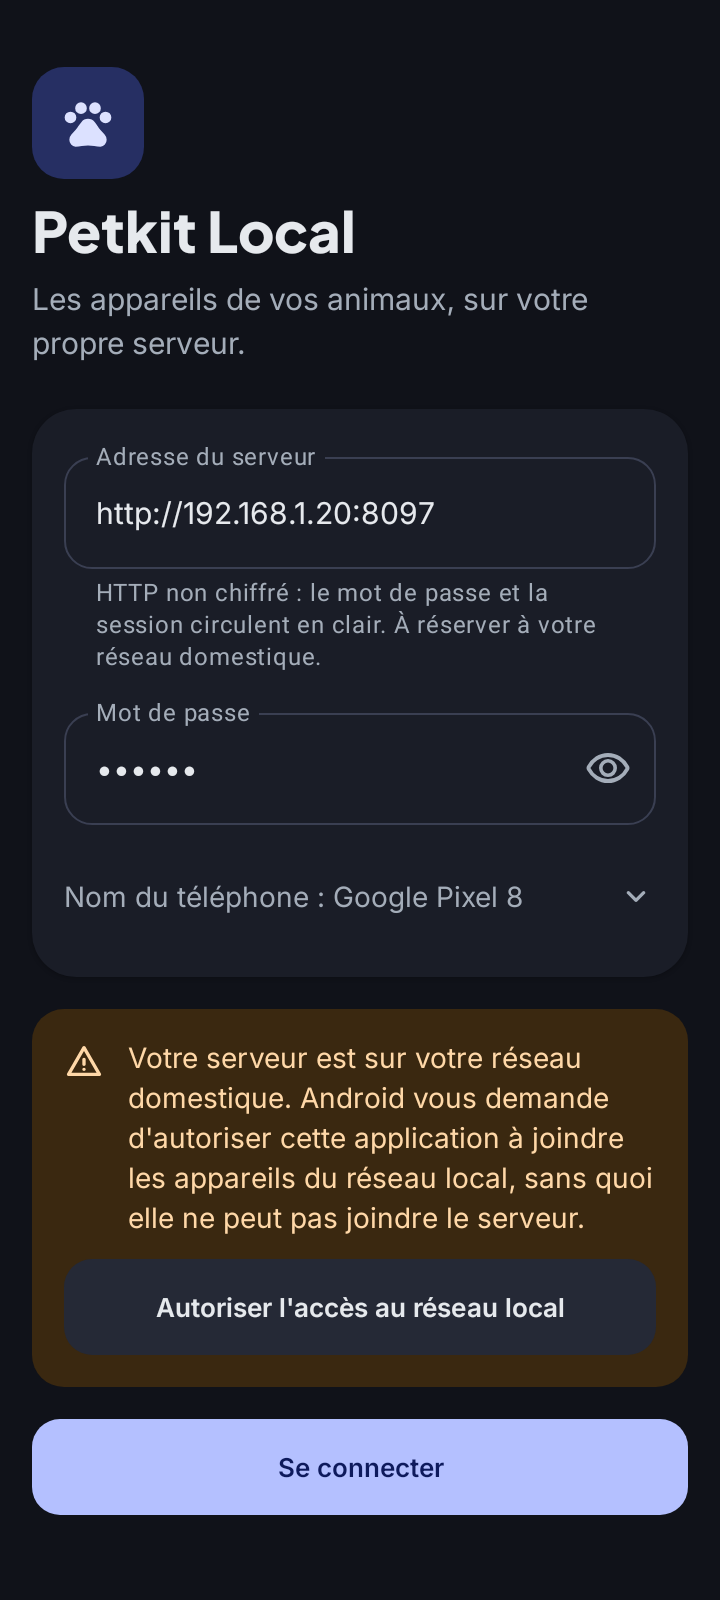 Petkit Local
Les appareils de vos animaux, sur votre
propre serveur.
Adresse du serveur
http://192.168.1.20:8097
HTTP non chiffré : le mot de passe et la
session circulent en clair. À réserver à votre
réseau domestique.
Mot de passe
••••••
Nom du téléphone : Google Pixel 8
Votre serveur est sur votre réseau
domestique. Android vous demande
d'autoriser cette application à joindre
les appareils du réseau local, sans quoi
elle ne peut pas joindre le serveur.
Autoriser l'accès au réseau local
Se connecter